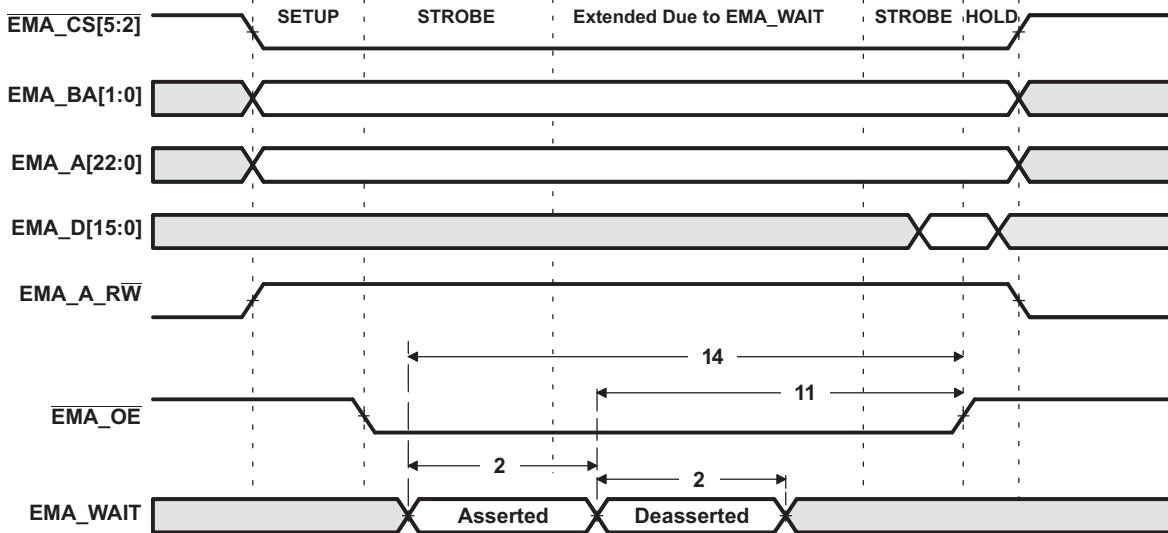 SETUP STROBE Extended Due to EMA_WAIT STROBE HOLD
EMA_CS[5:2]
EMA_BA[1:0]
EMA_A[22:0]
EMA_D[15:0]
EMA_A_RW
14
11
EMA_OE
2
2
EMA_WAIT Asserted Deasserted